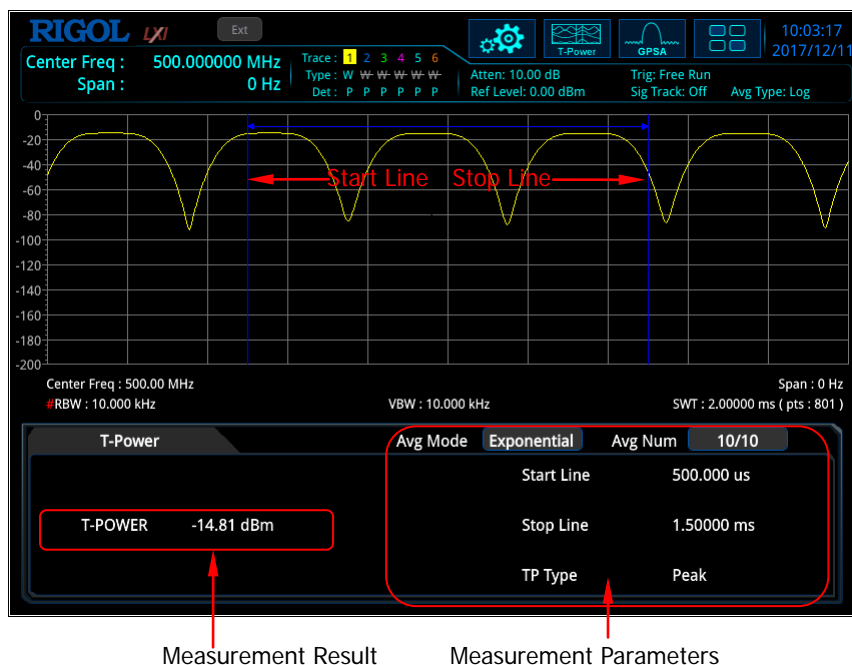 RIGOL LXI Ext T-Power GPSA 10:03:17
2017/12/11
Center Freq : 500.000000 MHz
Span : 0 Hz
Trace : 1 2 3 4 5 6
Type : W W W W W W
Det : P P P P P P
Atten: 10.00 dB
Ref Level: 0.00 dBm
Trig: Free Run
Sig Track: Off Avg Type: Log
0
-20
-40
-60
-80
-100
-120
-140
-160
-180
-200
Start Line Stop Line
Center Freq : 500.00 MHz Span : 0 Hz
#RBW : 10.000 kHz VBW : 10.000 kHz SWT : 2.00000 ms ( pts : 801 )
T-Power Avg Mode Exponential Avg Num 10/10
Start Line 500.000 us
T-POWER -14.81 dBm Stop Line 1.50000 ms
TP Type Peak
Measurement Result Measurement Parameters